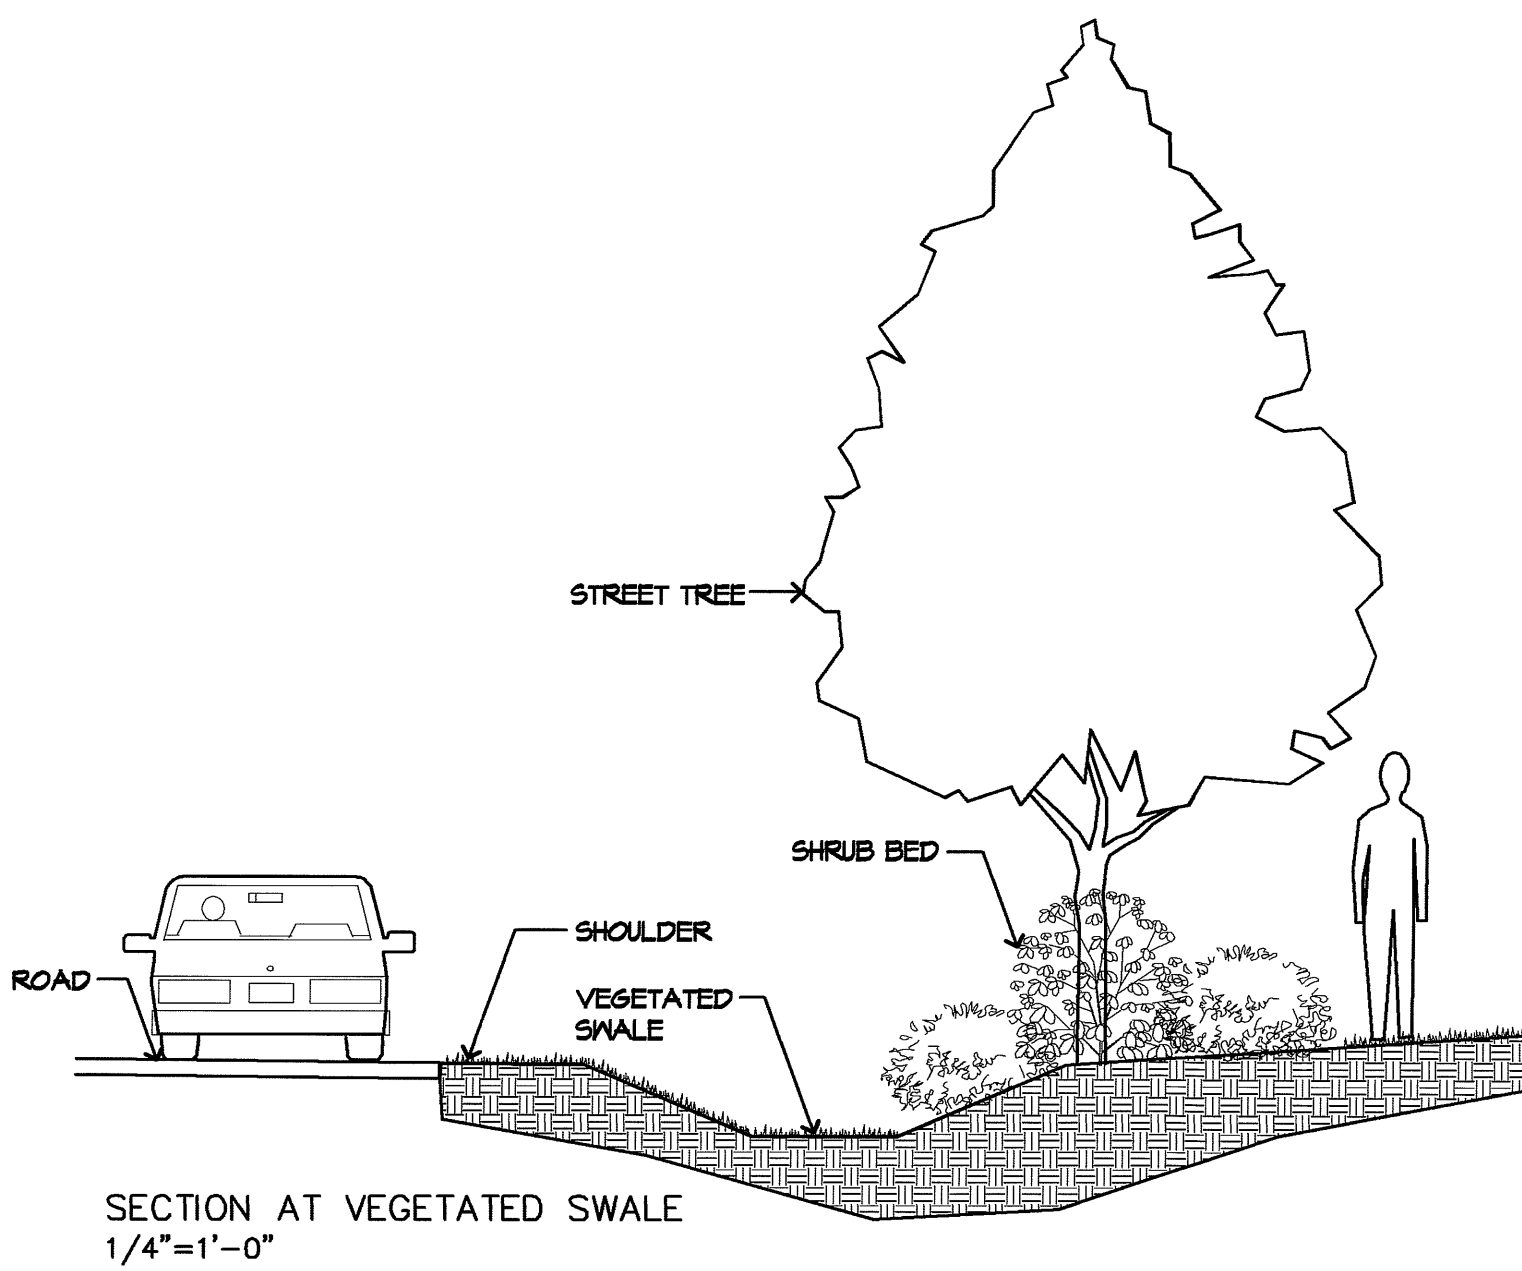 STREET TREE
SHRUB BED
SHOULDER
ROAD
VEGETATED
SWALE
SECTION AT VEGETATED SWALE
1/4"=1'-0"